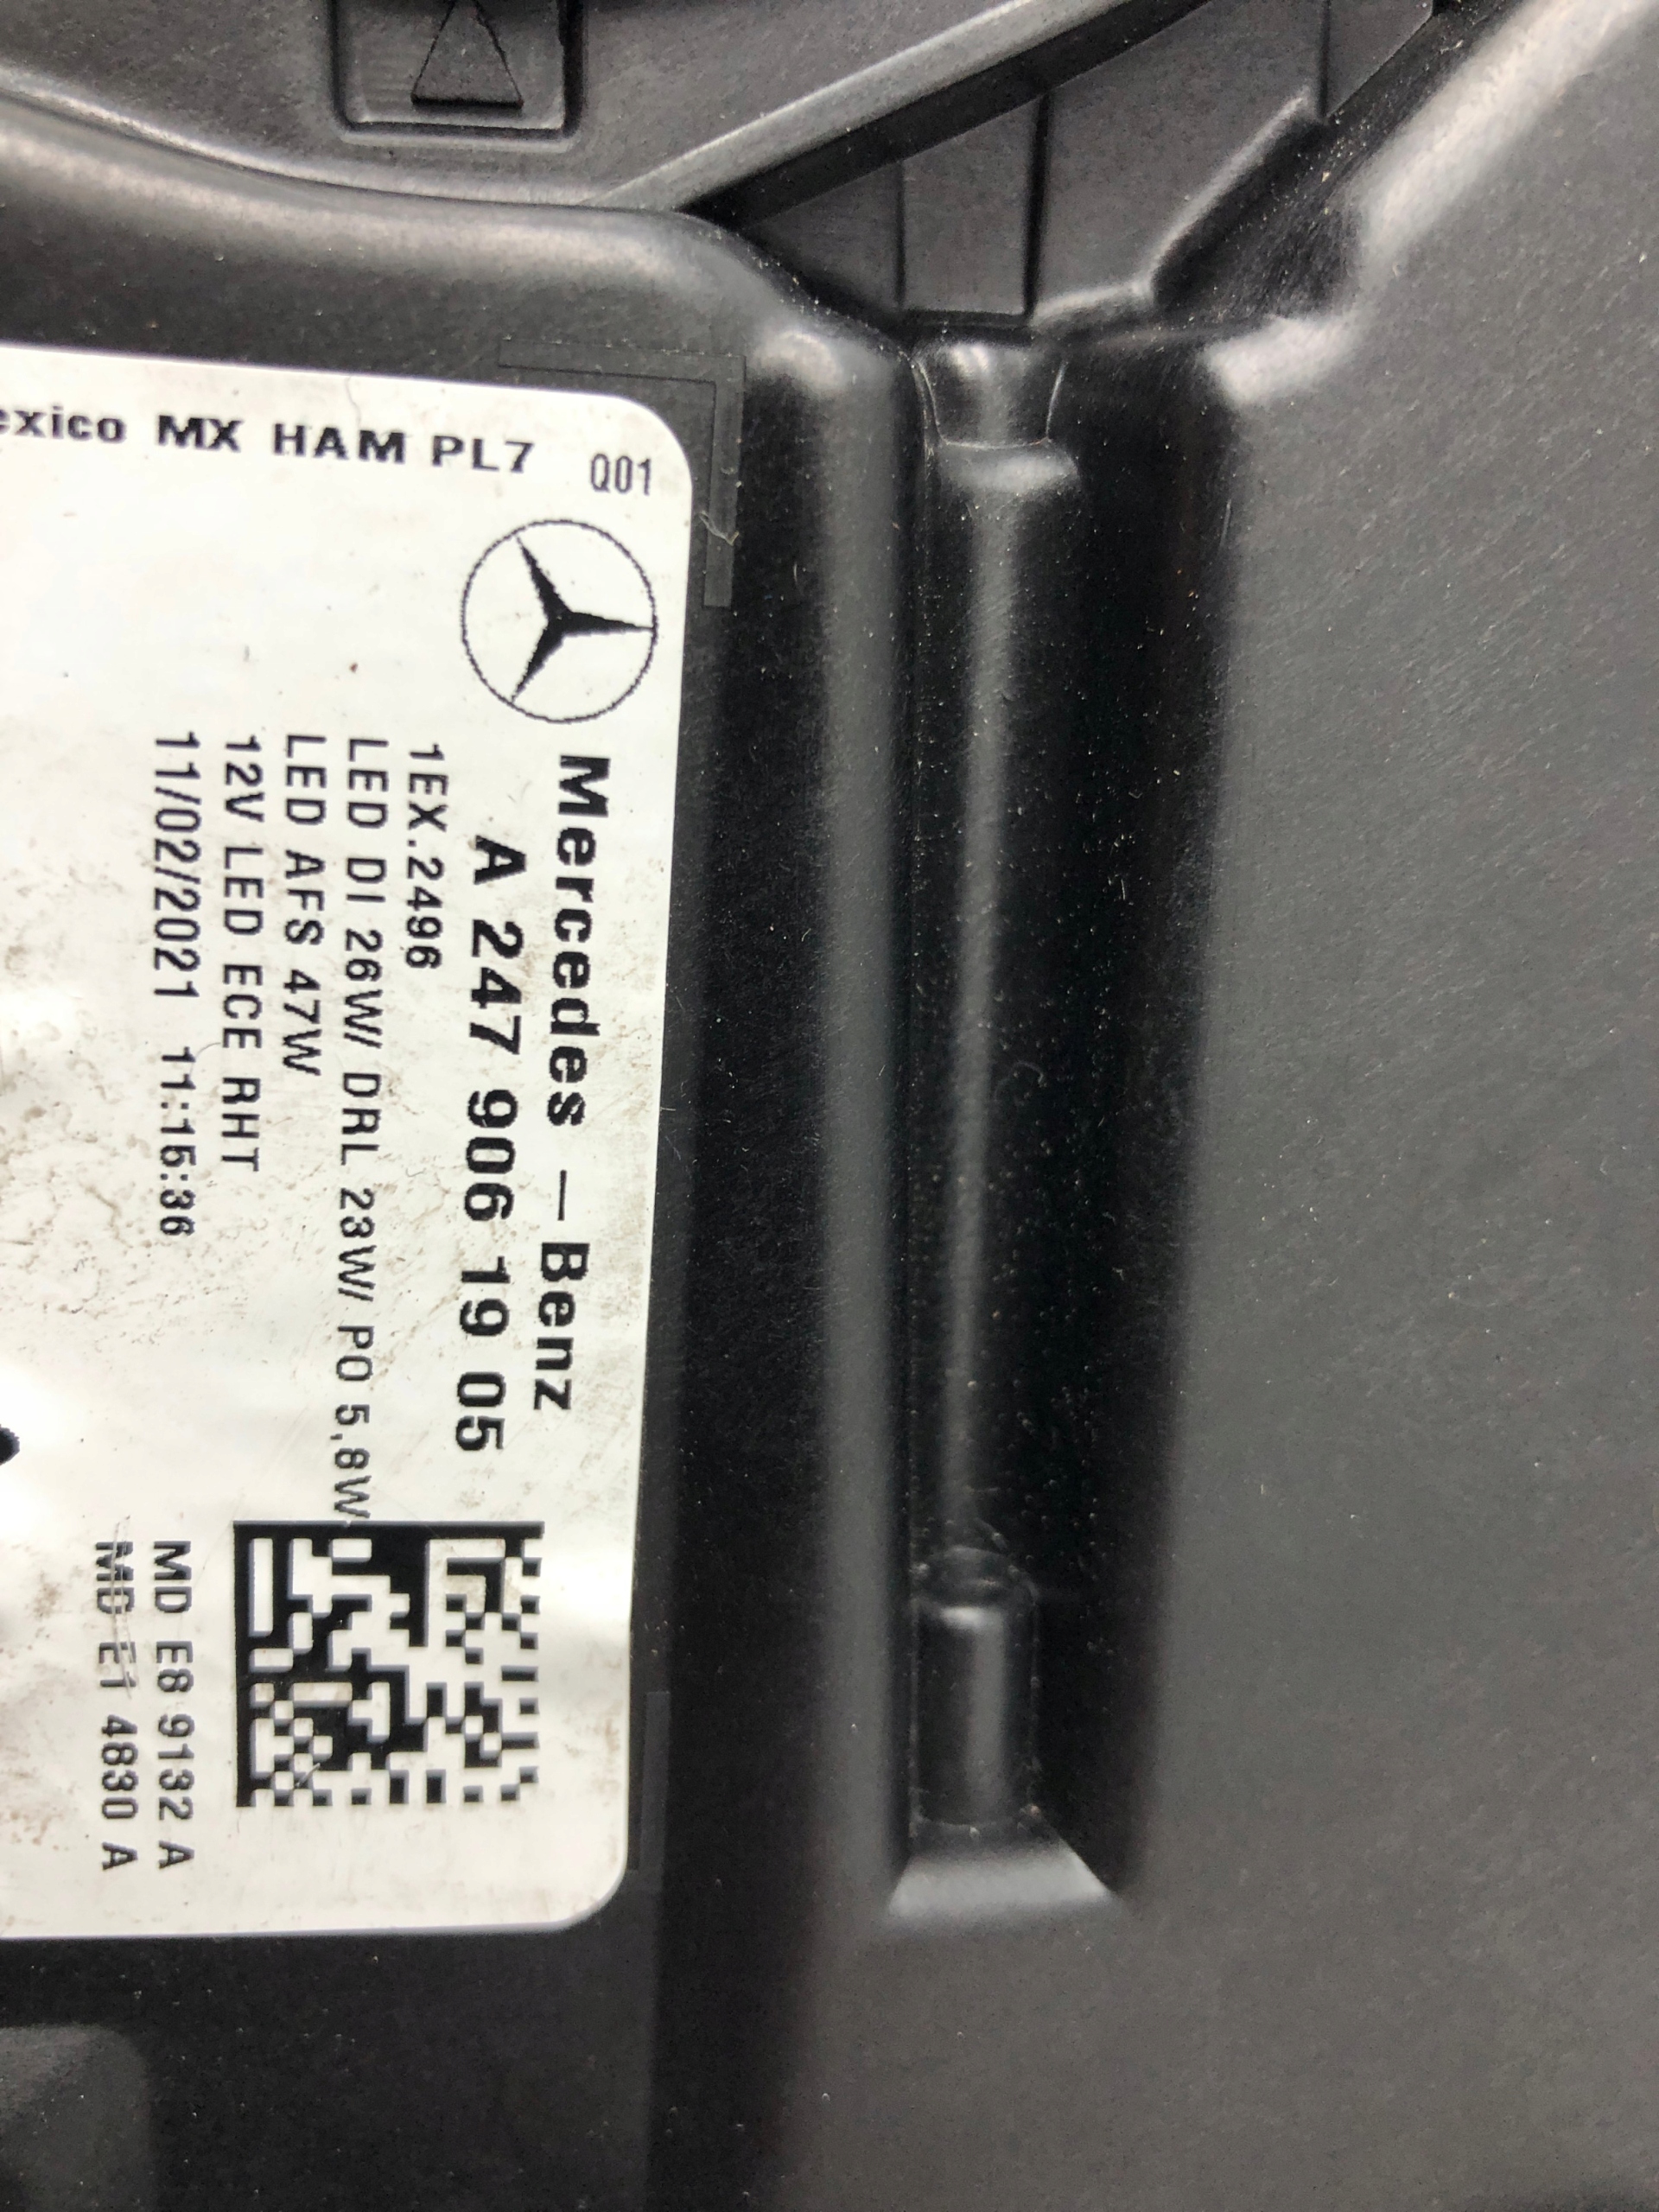 MX HAM PL7 Q01
Mercedes – Benz
A 247 906 19 05
1EX.2496
LED DI 26W/ DRL 23W/ PO 5,8W
LED AFS 47W
12V LED ECE RHT
11/02/2021 11:15:36
MD E8 9132 A
MD E1 4830 A